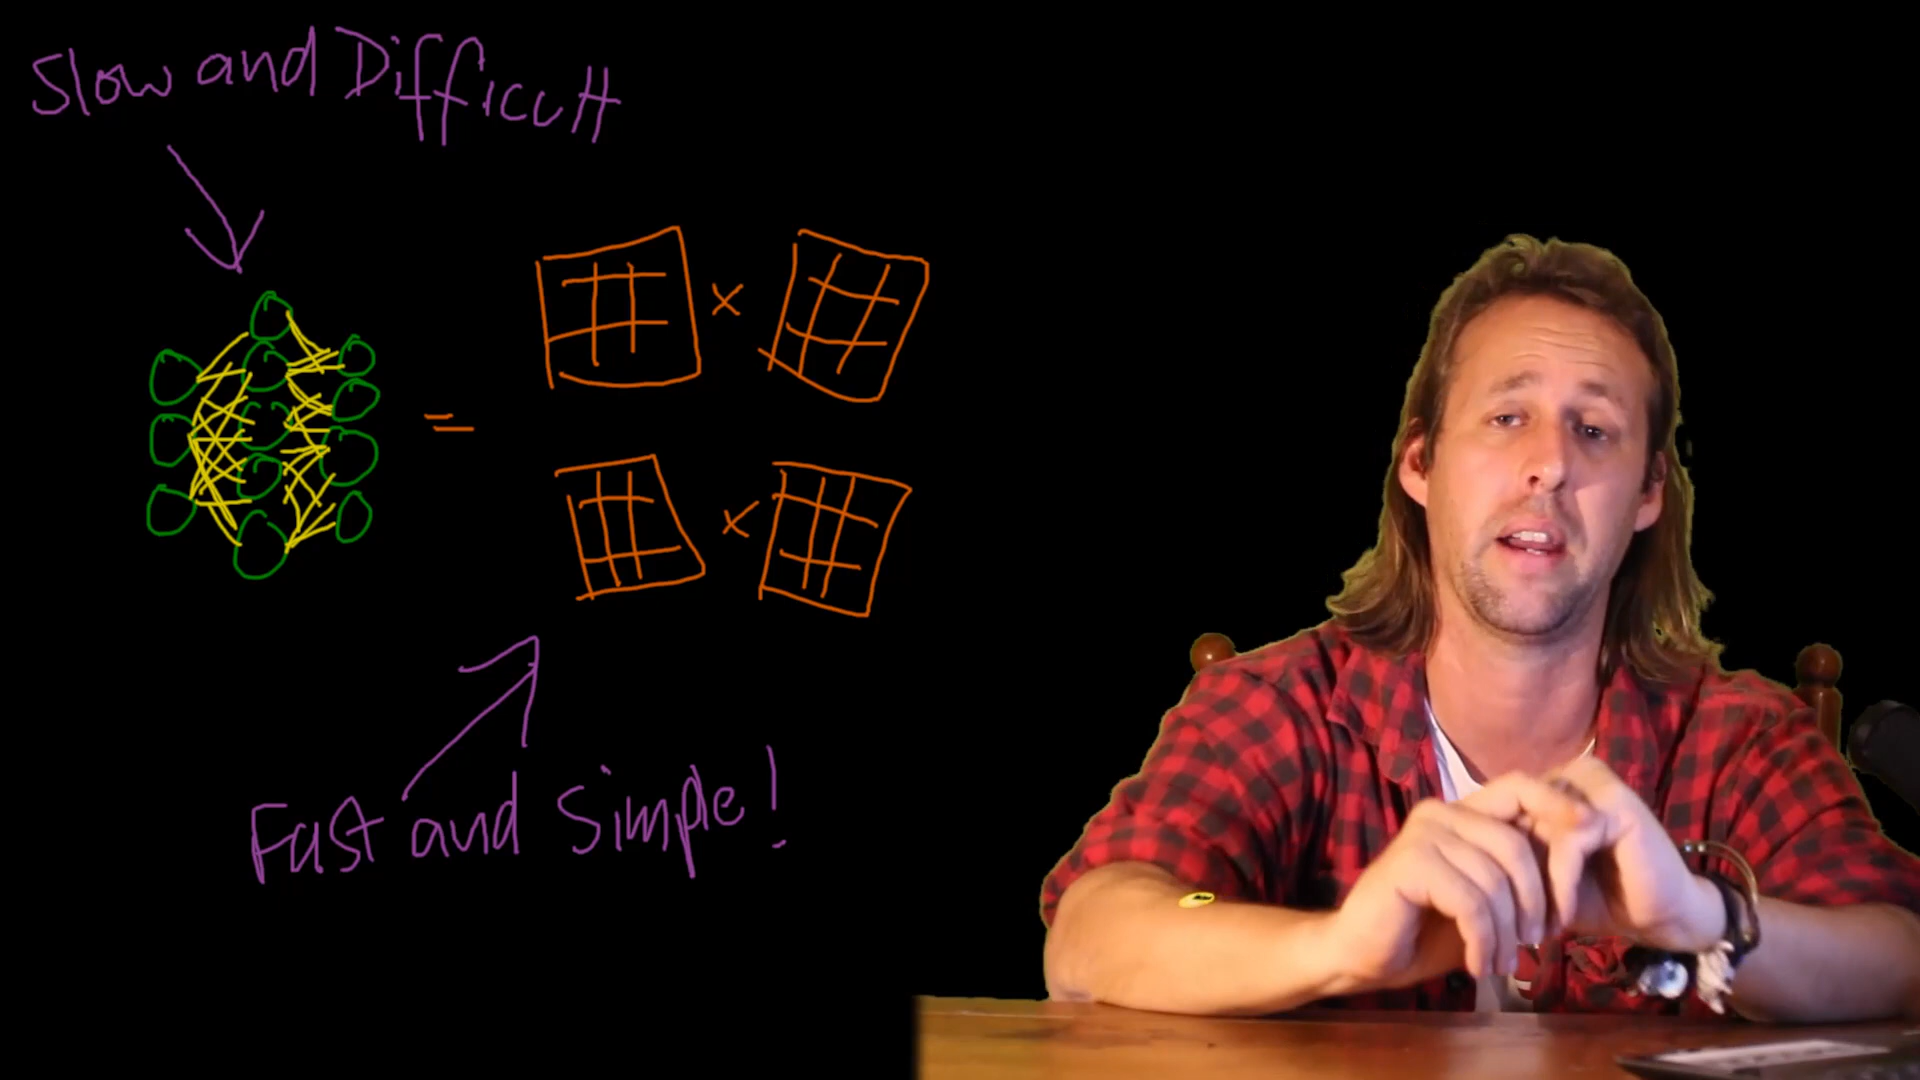 Slow and Difficult
=
x
x
Fast and Simple!